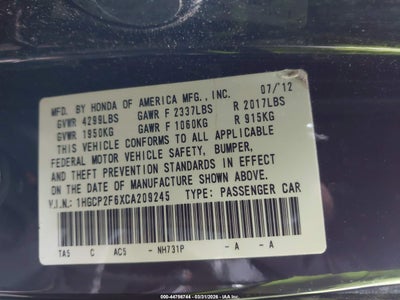 MFD. BY HONDA OF AMERICA MFG., INC. 07/12
GVWR 4299LBS GAWR F 2337LBS R 2017LBS
GVWR 1950KG GAWR F 1060KG R 915KG
THIS VEHICLE CONFORMS TO ALL APPLICABLE
FEDERAL MOTOR VEHICLE SAFETY, BUMPER,
AND THEFT PREVENTION STANDARDS IN EFFECT
ON THE DATE OF MANUFACTURE SHOWN ABOVE.
V.I.N.: 1HGCP2F6XCA209245 TYPE: PASSENGER CAR
TA5 C AC5 - NH731P - A - A
000-44758744 - 03/31/2026 - IAA Inc.